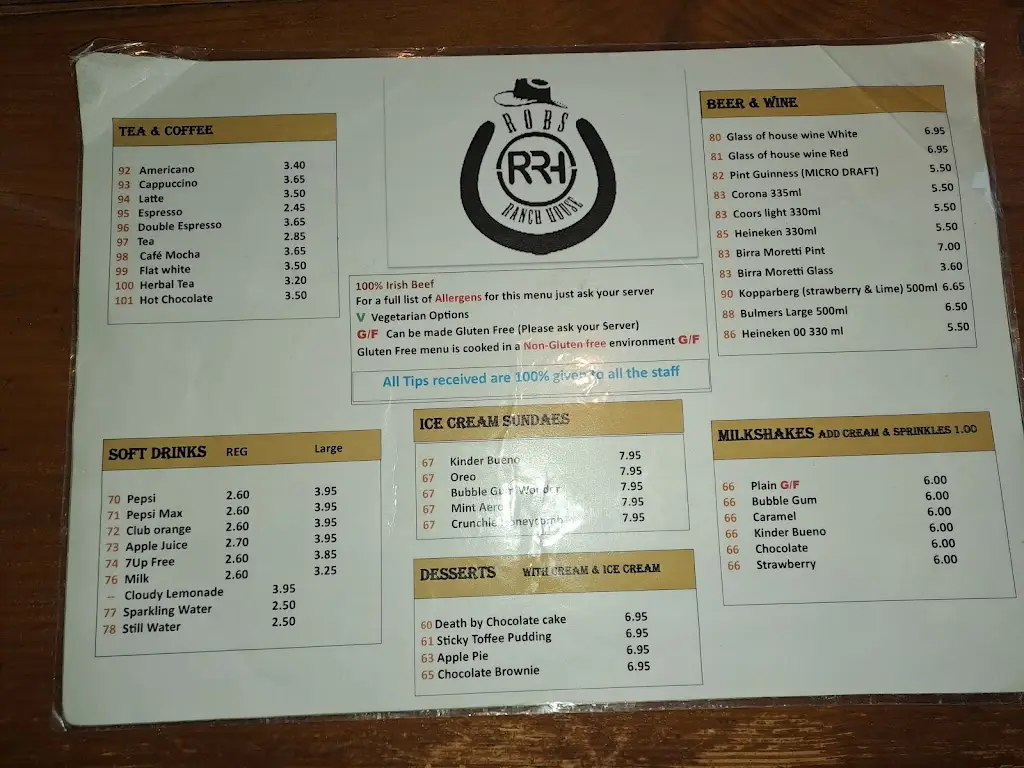 TEA & COFFEE
92 Americano 3.40
93 Cappuccino 3.65
94 Latte 3.50
95 Espresso 2.45
96 Double Espresso 3.65
97 Tea 2.85
98 Café Mocha 3.65
99 Flat white 3.50
100 Herbal Tea 3.20
101 Hot Chocolate 3.50
ROBS
RRH
RANCH HOUSE
100% Irish Beef
For a full list of Allergens for this menu just ask your server
V Vegetarian Options
G/F Can be made Gluten Free (Please ask your Server)
Gluten Free menu is cooked in a Non-Gluten free environment G/F
All Tips received are 100% given to all the staff
BEER & WINE
80 Glass of house wine White 6.95
81 Glass of house wine Red 6.95
82 Pint Guinness (MICRO DRAFT) 5.50
83 Corona 335ml 5.50
83 Coors light 330ml 5.50
85 Heineken 330ml 5.50
83 Birra Moretti Pint 7.00
83 Birra Moretti Glass 3.60
90 Kopparberg (strawberry & Lime) 500ml 6.65
88 Bulmers Large 500ml 6.50
86 Heineken 00 330 ml 5.50
SOFT DRINKS REG Large
70 Pepsi 2.60 3.95
71 Pepsi Max 2.60 3.95
72 Club orange 2.60 3.95
73 Apple Juice 2.70 3.95
74 7Up Free 2.60 3.85
76 Milk 2.60 3.25
-- Cloudy Lemonade 3.95
77 Sparkling Water 2.50
78 Still Water 2.50
ICE CREAM SUNDAES
67 Kinder Bueno 7.95
67 Oreo 7.95
67 Bubble Gum Wonder 7.95
67 Mint Aero 7.95
67 Crunchie Honeycomb 7.95
DESSERTS WITH CREAM & ICE CREAM
60 Death by Chocolate cake 6.95
61 Sticky Toffee Pudding 6.95
63 Apple Pie 6.95
65 Chocolate Brownie 6.95
MILKSHAKES ADD CREAM & SPRINKLES 1.00
66 Plain G/F 6.00
66 Bubble Gum 6.00
66 Caramel 6.00
66 Kinder Bueno 6.00
66 Chocolate 6.00
66 Strawberry 6.00